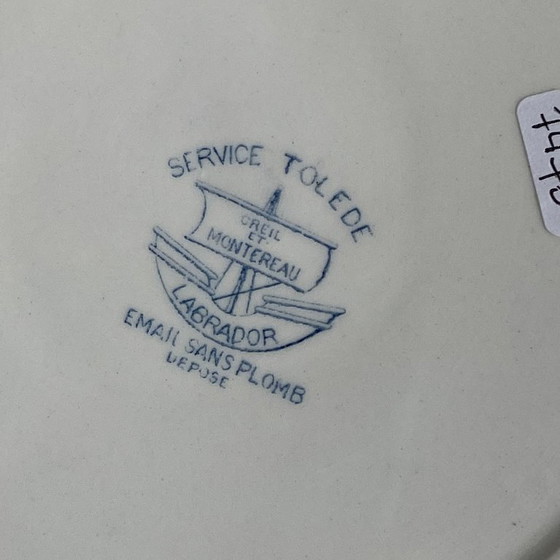 SERVICE TOLEDE
CREIL
ET
MONTEREAU
LABRADOR
EMAIL SANS PLOMB
DEPOSE